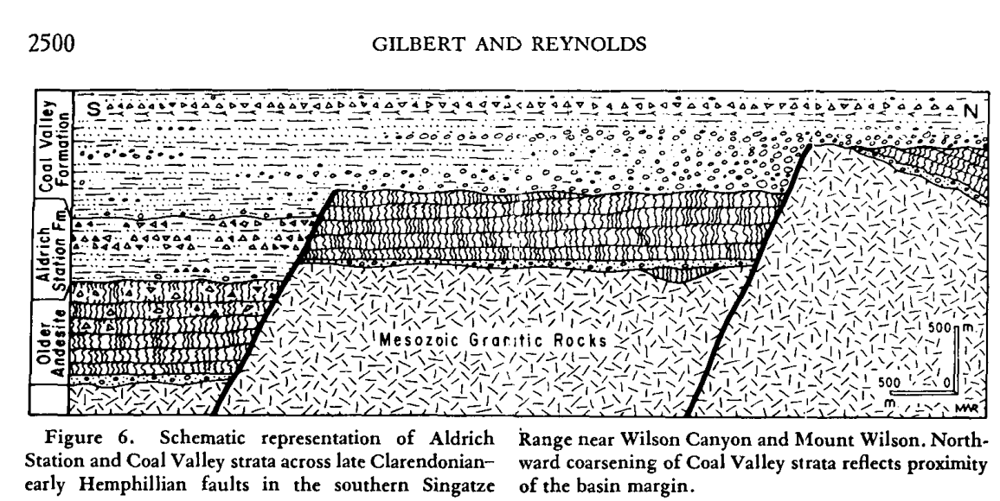 2500
GILBERT AND REYNOLDS
Coal Valley
Formation
S
N
Aldrich
Station Fm.
Older
Andesite
Mesozoic Granitic Rocks
500 m
500 0
m
MAR
Figure 6. Schematic representation of Aldrich
Station and Coal Valley strata across late Clarendonian–
early Hemphillian faults in the southern Singatze
Range near Wilson Canyon and Mount Wilson. North-
ward coarsening of Coal Valley strata reflects proximity
of the basin margin.